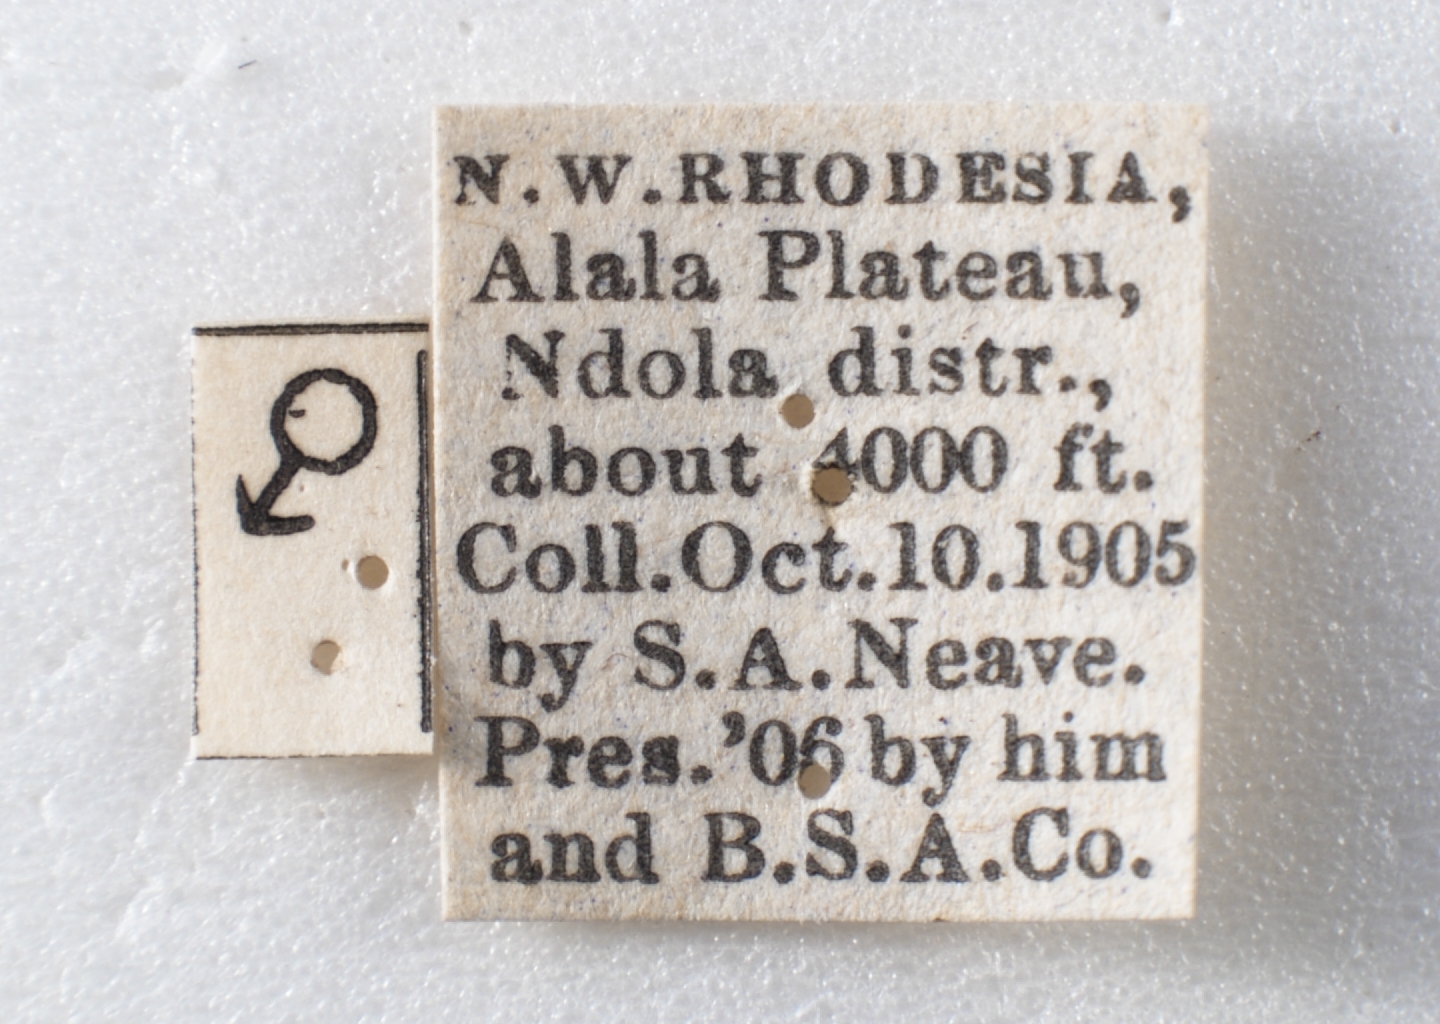 ♂
N.W.RHODESIA,
Alala Plateau,
Ndola distr.,
about 4000 ft.
Coll.Oct.10.1905
by S.A.Neave.
Pres. '06 by him
and B.S.A.Co.